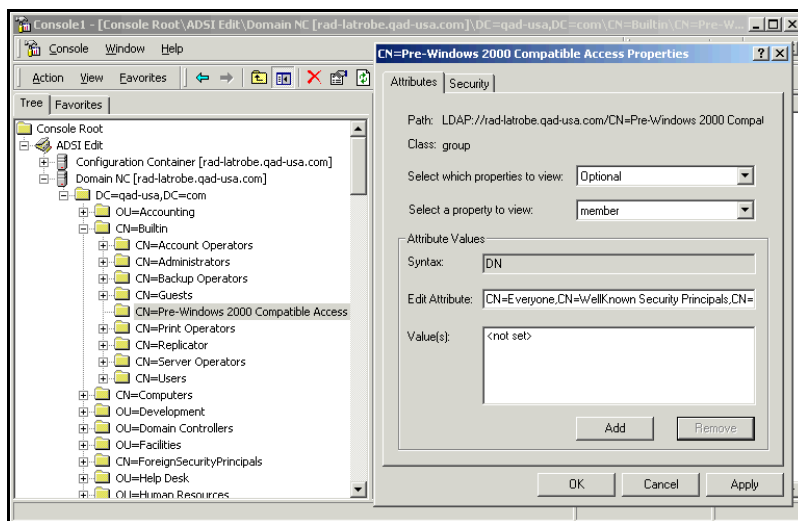 Console1 - [Console Root\ADSI Edit\Domain NC [rad-latrobe.qad-usa.com]\DC=qad-usa,DC=com\CN=Builtin\CN=Pre-W...
Console Window Help
Action View Favorites
Tree Favorites
Console Root
ADSI Edit
Configuration Container [rad-latrobe.qad-usa.com]
Domain NC [rad-latrobe.qad-usa.com]
DC=qad-usa,DC=com
OU=Accounting
CN=Builtin
CN=Account Operators
CN=Administrators
CN=Backup Operators
CN=Guests
CN=Pre-Windows 2000 Compatible Access
CN=Print Operators
CN=Replicator
CN=Server Operators
CN=Users
CN=Computers
OU=Development
OU=Domain Controllers
OU=Facilities
CN=ForeignSecurityPrincipals
OU=Help Desk
OU=Human Resources
CN=Pre-Windows 2000 Compatible Access Properties
Attributes Security
Path: LDAP://rad-latrobe.qad-usa.com/CN=Pre-Windows 2000 Compat
Class: group
Select which properties to view: Optional
Select a property to view: member
Attribute Values
Syntax: DN
Edit Attribute: CN=Everyone,CN=WellKnown Security Principals,CN=
Value(s): <not set>
Add Remove
OK Cancel Apply